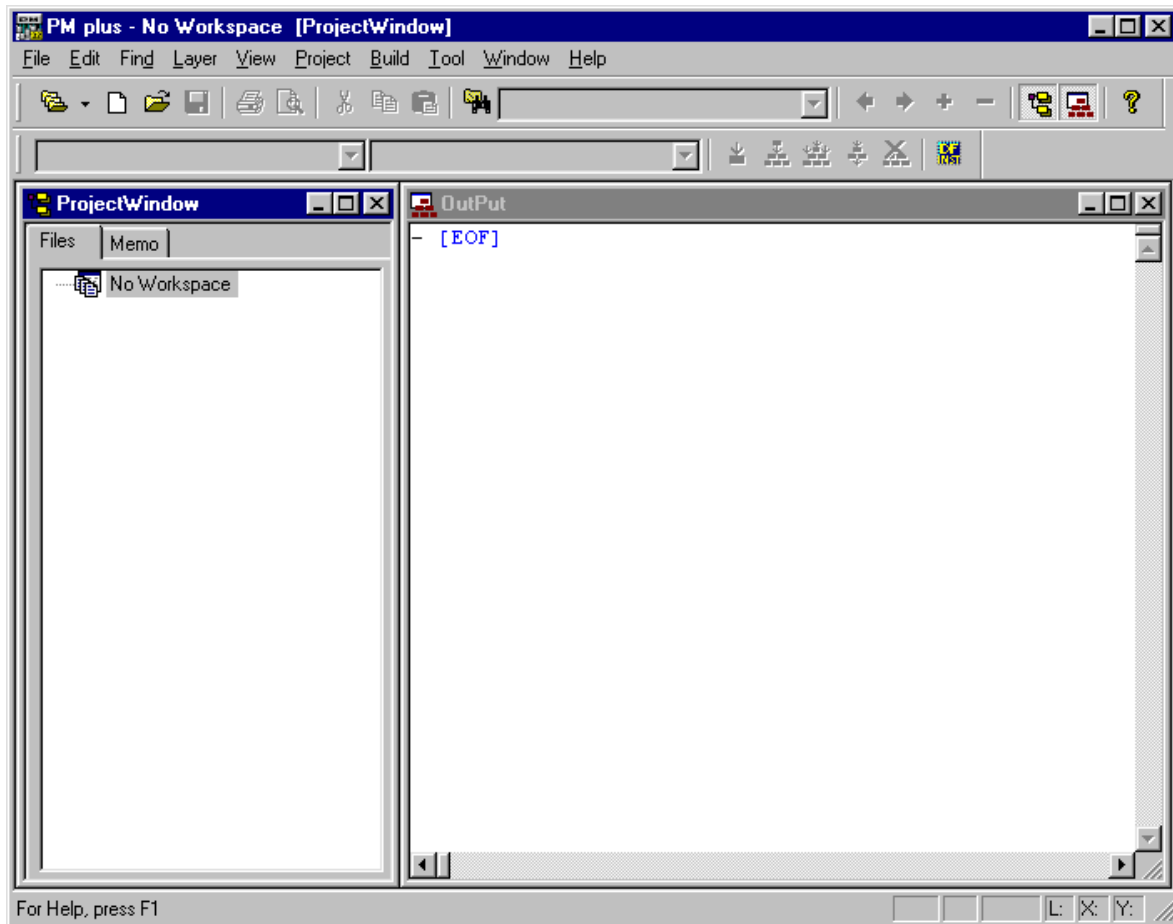 PM plus - No Workspace [ProjectWindow]
File Edit Find Layer View Project Build Tool Window Help
ProjectWindow
OutPut
Files Memo
[EOF]
No Workspace
For Help, press F1
L: X: Y: